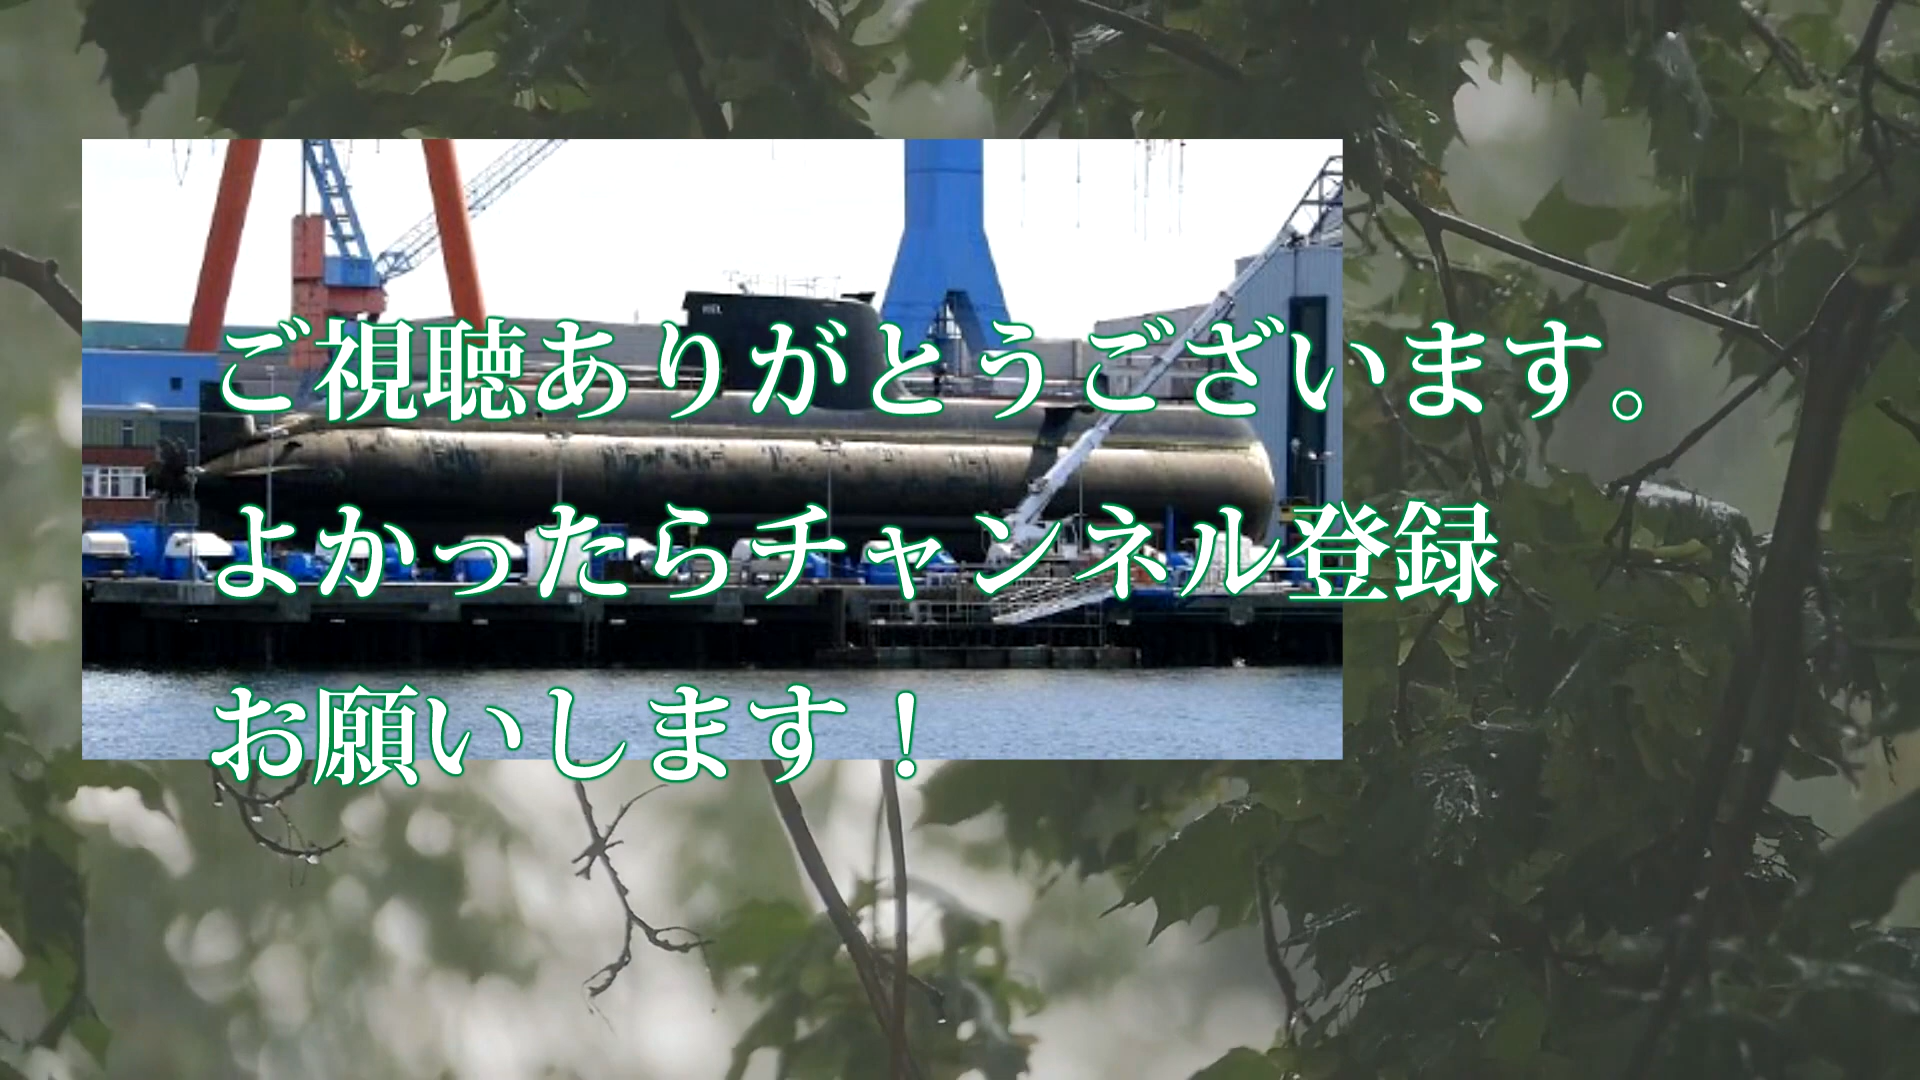 ご視聴ありがとうございます。
よかったらチャンネル登録
お願いします！